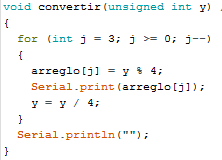 void convertir(unsigned int y)
{
for (int j = 3; j >= 0; j--)
{
arreglo[j] = y % 4;
Serial.print(arreglo[j]);
y = y / 4;
}
Serial.println("");
}